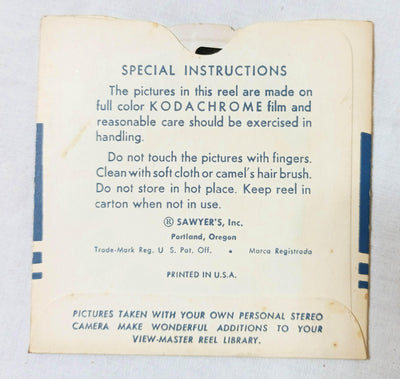 SPECIAL INSTRUCTIONS
The pictures in this reel are made on
full color KODACHROME film and
reasonable care should be exercised in
handling.
Do not touch the pictures with fingers.
Clean with soft cloth or camel's hair brush.
Do not store in hot place. Keep reel in
carton when not in use.
® SAWYER'S, Inc.
Portland, Oregon
Trade-Mark Reg. U S. Pat. Off. • Marca Registrada
PRINTED IN U.S.A.
PICTURES TAKEN WITH YOUR OWN PERSONAL STEREO
CAMERA MAKE WONDERFUL ADDITIONS TO YOUR
VIEW-MASTER REEL LIBRARY.